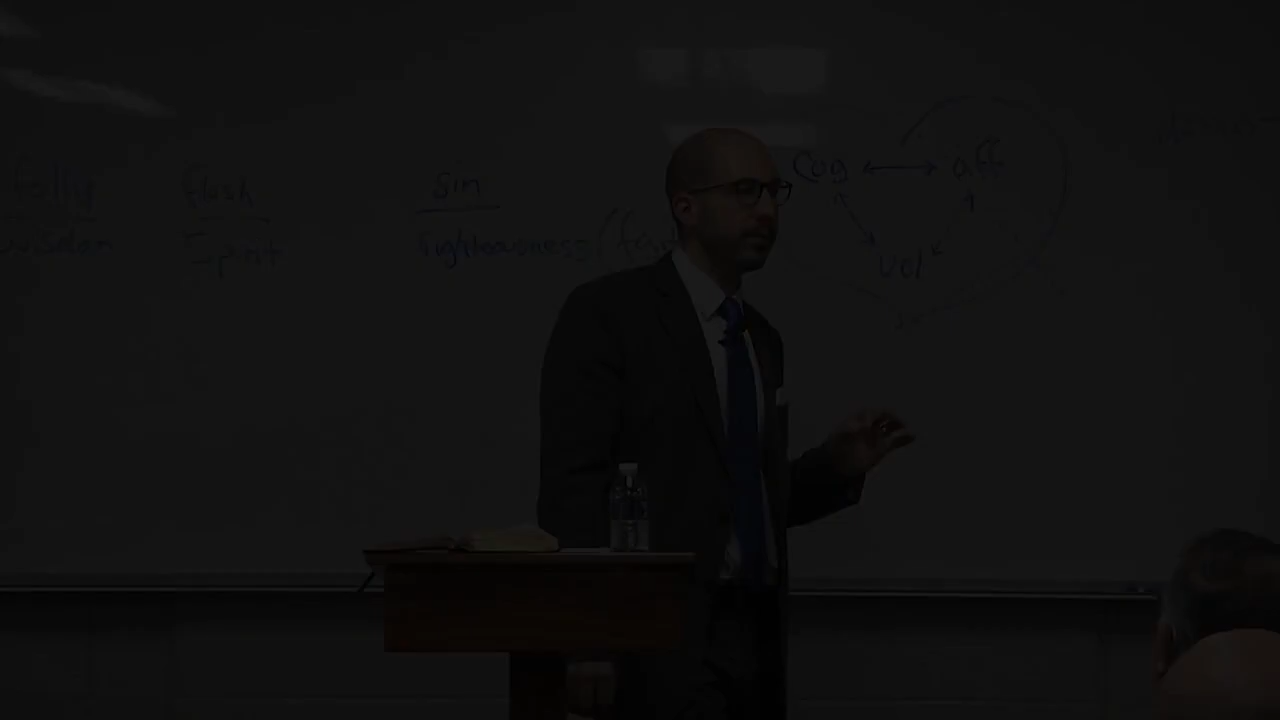 folly
wisdom
flesh
Spirit
sin
righteousness
Cog
aff
Vol